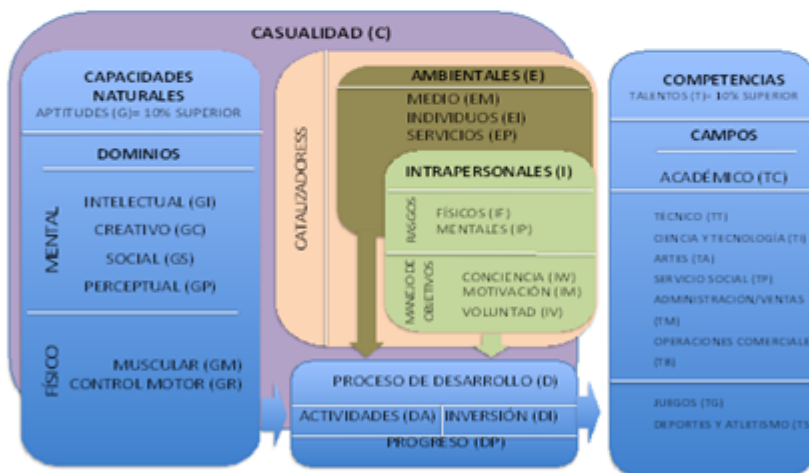 CASUALIDAD (C)
CAPACIDADES
NATURALES
APTITUDES (G)= 10% SUPERIOR
DOMINIOS
MENTAL
INTELECTUAL (GI)
CREATIVO (GC)
SOCIAL (GS)
PERCEPTUAL (GP)
FÍSICO
MUSCULAR (GM)
CONTROL MOTOR (GR)
CATALIZADORESS
AMBIENTALES (E)
MEDIO (EM)
INDIVIDUOS (EI)
SERVICIOS (EP)
INTRAPERSONALES (I)
RASGOS
FÍSICOS (IF)
MENTALES (IP)
MANEJO DE
OBJETIVOS
CONCIENCIA (IW)
MOTIVACIÓN (IM)
VOLUNTAD (IV)
PROCESO DE DESARROLLO (D)
ACTIVIDADES (DA)
INVERSIÓN (DI)
PROGRESO (DP)
COMPETENCIAS
TALENTOS (T)= 10% SUPERIOR
CAMPOS
ACADÉMICO (TC)
TÉCNICO (TT)
CIENCIA Y TECNOLOGÍA (TI)
ARTES (TA)
SERVICIO SOCIAL (TP)
ADMINISTRACIÓN/VENTAS
(TM)
OPERACIONES COMERCIALE
(TR)
JUEGOS (TG)
DEPORTES Y ATLETISMO (TS